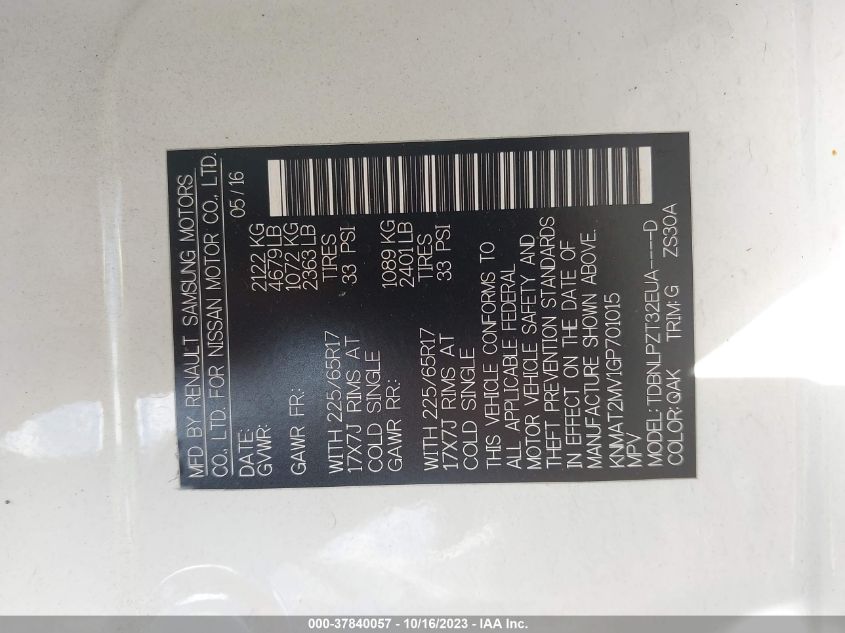 MFD BY RENAULT SAMSUNG MOTORS
CO., LTD. FOR NISSAN MOTOR CO., LTD.
DATE: 05/16
GVWR: 2122 KG
4679 LB
GAWR FR: 1072 KG
2363 LB
WITH 225/65R17 TIRES
17X7J RIMS AT 33 PSI
COLD SINGLE
GAWR RR: 1089 KG
2401 LB
WITH 225/65R17 TIRES
17X7J RIMS AT 33 PSI
COLD SINGLE
THIS VEHICLE CONFORMS TO
ALL APPLICABLE FEDERAL
MOTOR VEHICLE SAFETY AND
THEFT PREVENTION STANDARDS
IN EFFECT ON THE DATE OF
MANUFACTURE SHOWN ABOVE.
KNMAT2MV1GP701015
MPV
MODEL: TDBNLPZT32EUA----D
COLOR: QAK TRIM: G ZS30A
000-37840057 - 10/16/2023 - IAA Inc.